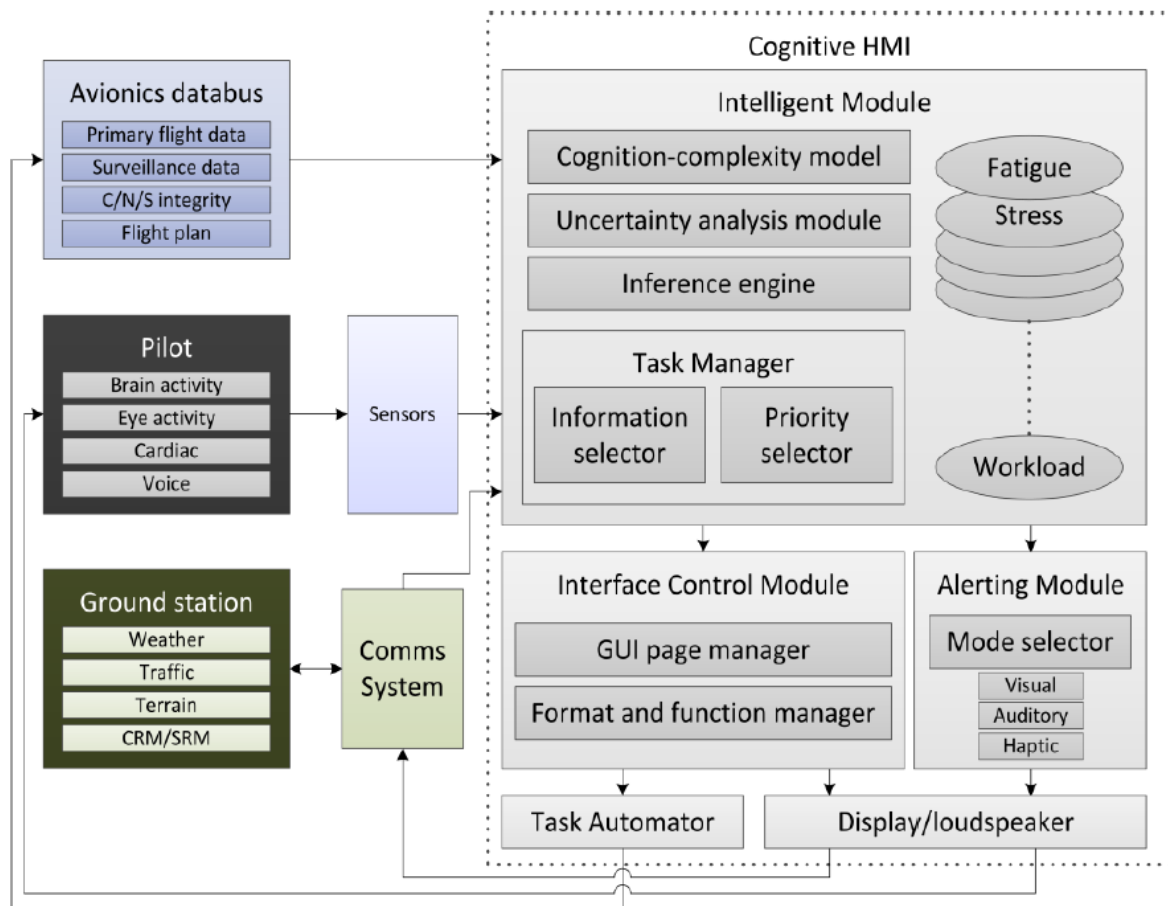 Cognitive HMI
Avionics databus
Primary flight data
Surveillance data
C/N/S integrity
Flight plan
Pilot
Brain activity
Eye activity
Cardiac
Voice
Sensors
Ground station
Weather
Traffic
Terrain
CRM/SRM
Comms
System
Intelligent Module
Cognition-complexity model
Uncertainty analysis module
Inference engine
Fatigue
Stress
Workload
Task Manager
Information
selector
Priority
selector
Interface Control Module
GUI page manager
Format and function manager
Alerting Module
Mode selector
Visual
Auditory
Haptic
Task Automator
Display/loudspeaker